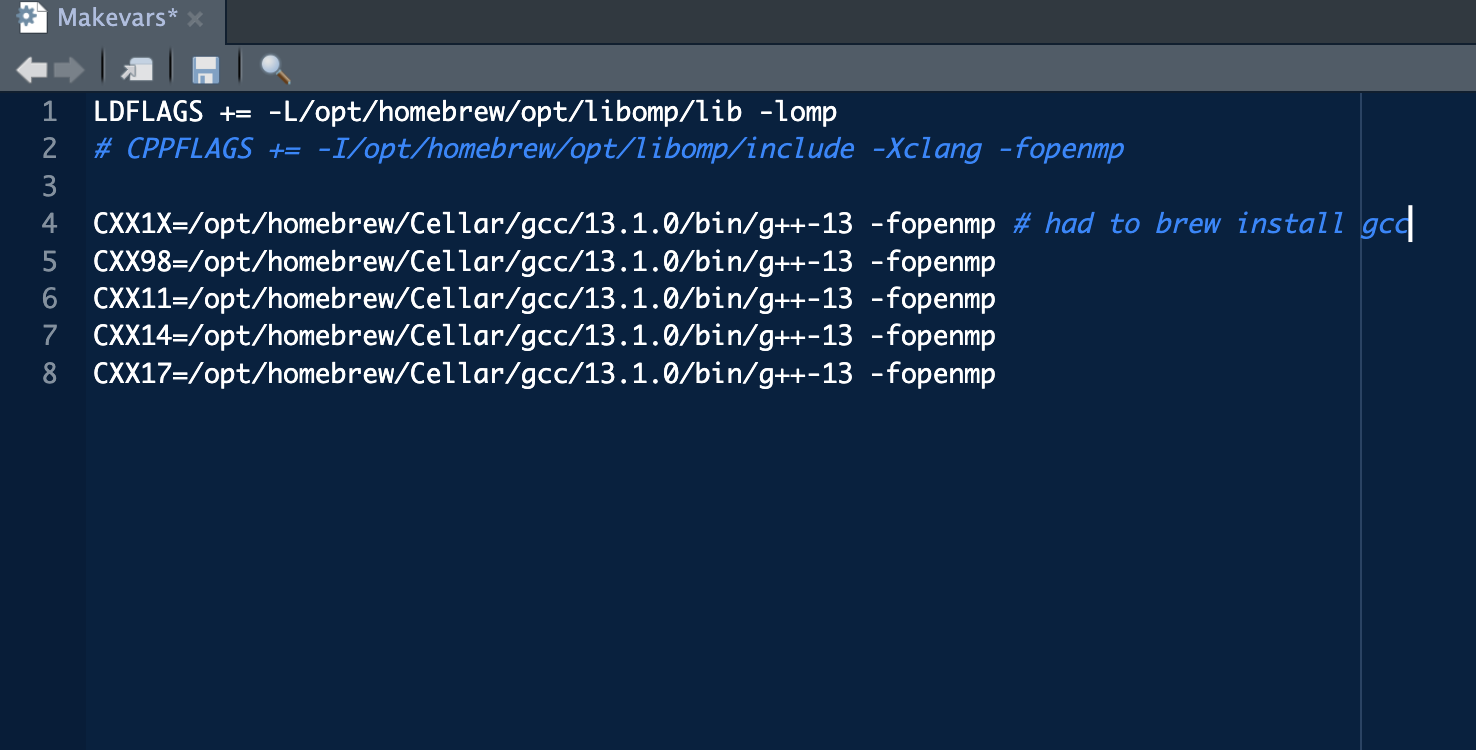 Makevars*
1 LDFLAGS += -L/opt/homebrew/opt/libomp/lib -lomp
2 # CPPFLAGS += -I/opt/homebrew/opt/libomp/include -Xclang -fopenmp
3
4 CXX1X=/opt/homebrew/Cellar/gcc/13.1.0/bin/g++-13 -fopenmp # had to brew install gcc
5 CXX98=/opt/homebrew/Cellar/gcc/13.1.0/bin/g++-13 -fopenmp
6 CXX11=/opt/homebrew/Cellar/gcc/13.1.0/bin/g++-13 -fopenmp
7 CXX14=/opt/homebrew/Cellar/gcc/13.1.0/bin/g++-13 -fopenmp
8 CXX17=/opt/homebrew/Cellar/gcc/13.1.0/bin/g++-13 -fopenmp